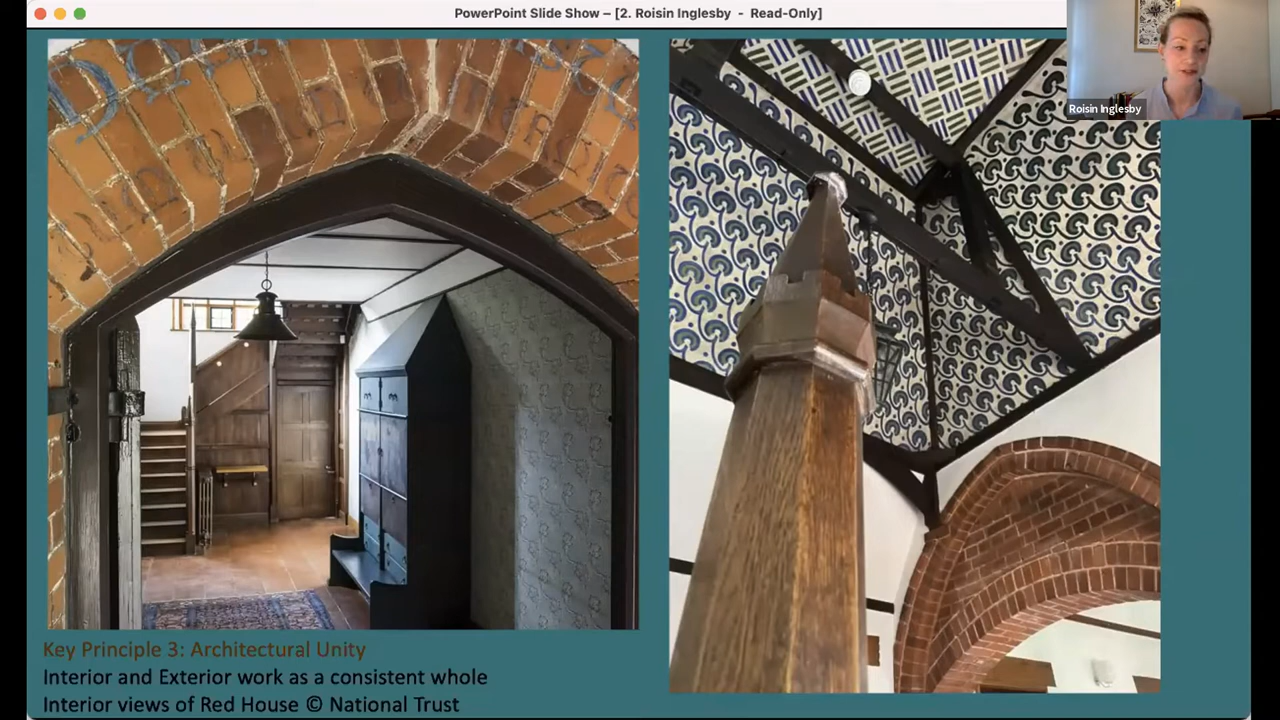 PowerPoint Slide Show – [2. Roisin Inglesby - Read-Only]
Roisin Inglesby
Key Principle 3: Architectural Unity
Interior and Exterior work as a consistent whole
Interior views of Red House © National Trust